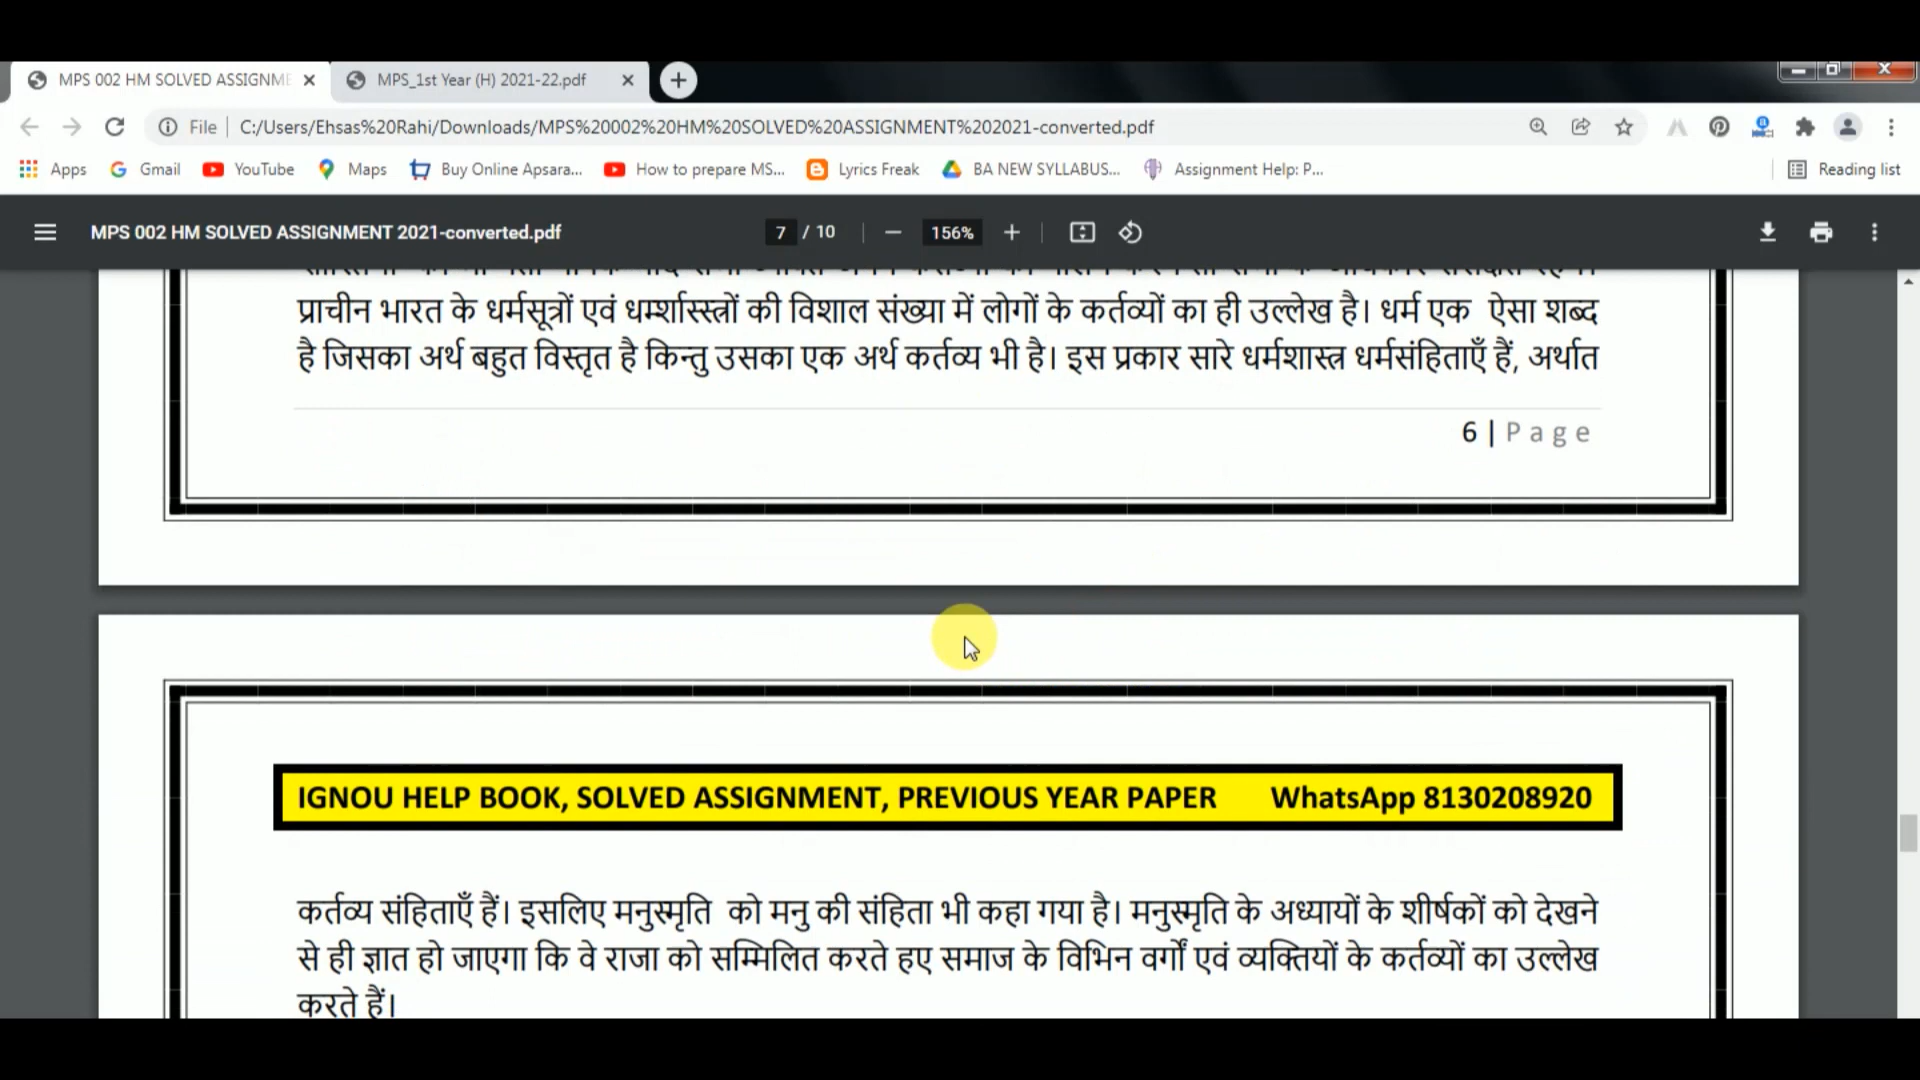 MPS 002 HM SOLVED ASSIGNME
MPS_1st Year (H) 2021-22.pdf
File
C:/Users/Ehsas%20Rahi/Downloads/MPS%20002%20HM%20SOLVED%20ASSIGNMENT%202021-converted.pdf
Apps Gmail YouTube Maps Buy Online Apsara... How to prepare MS... Lyrics Freak BA NEW SYLLABUS... Assignment Help: P... Reading list
MPS 002 HM SOLVED ASSIGNMENT 2021-converted.pdf 7 / 10 156%
प्राचीन भारत के धर्मसूत्रों एवं धर्म्शास्स्त्रों की विशाल संख्या में लोगों के कर्तव्यों का ही उल्लेख है। धर्म एक ऐसा शब्द
है जिसका अर्थ बहुत विस्तृत है किन्तु उसका एक अर्थ कर्तव्य भी है। इस प्रकार सारे धर्मशास्त्र धर्मसंहिताएँ हैं, अर्थात
6 | Page
IGNOU HELP BOOK, SOLVED ASSIGNMENT, PREVIOUS YEAR PAPER WhatsApp 8130208920
कर्तव्य संहिताएँ हैं। इसलिए मनुस्मृति को मनु की संहिता भी कहा गया है। मनुस्मृति के अध्यायों के शीर्षकों को देखने
से ही ज्ञात हो जाएगा कि वे राजा को सम्मिलित करते हए समाज के विभिन वर्गों एवं व्यक्तियों के कर्तव्यों का उल्लेख
करते हैं।